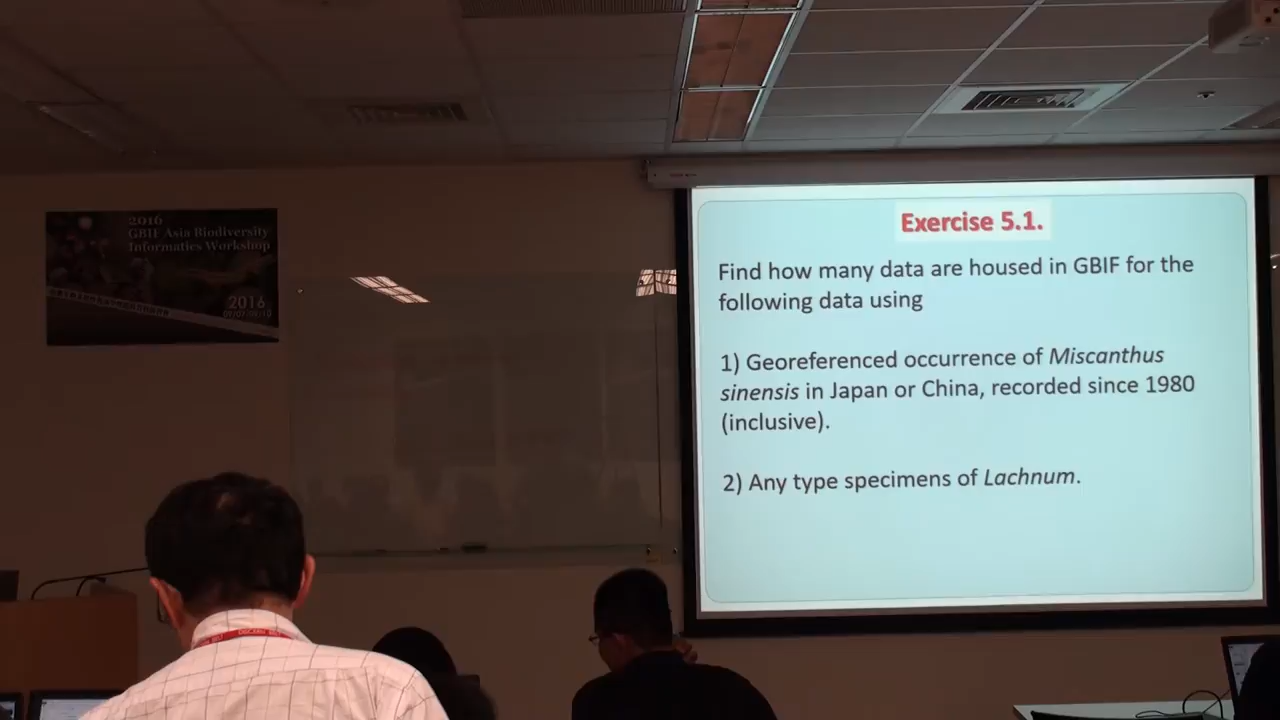 2016
GBIF Asia Biodiversity
Informatics Workshop
2016
Exercise 5.1.
Find how many data are housed in GBIF for the
following data using
1) Georeferenced occurrence of Miscanthus
sinensis in Japan or China, recorded since 1980
(inclusive).
2) Any type specimens of Lachnum.